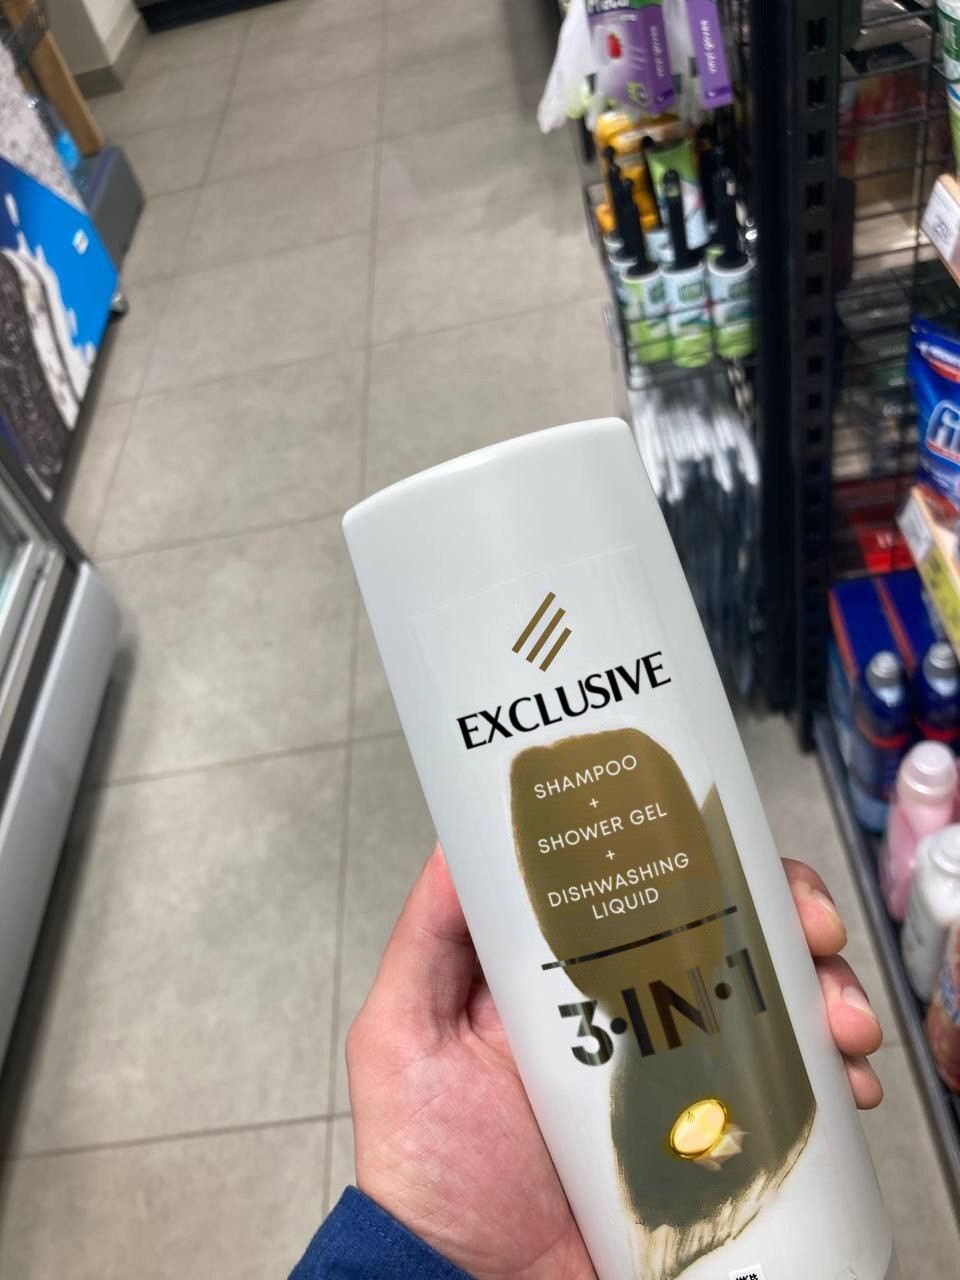 EXCLUSIVE
SHAMPOO
+
SHOWER GEL
+
DISHWASHING
LIQUID
3·IN·1